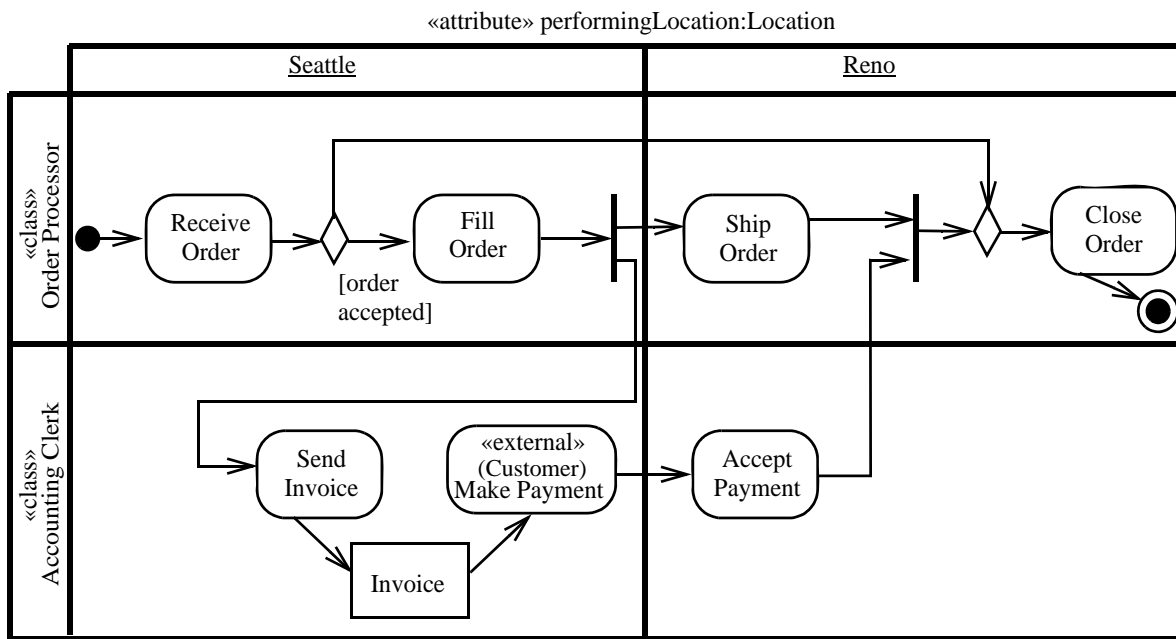 «attribute» performingLocation:Location
Seattle
Reno
«class»
Order Processor
Receive
Order
[order
accepted]
Fill
Order
Ship
Order
Close
Order
«class»
Accounting Clerk
Send
Invoice
Invoice
«external»
(Customer)
Make Payment
Accept
Payment